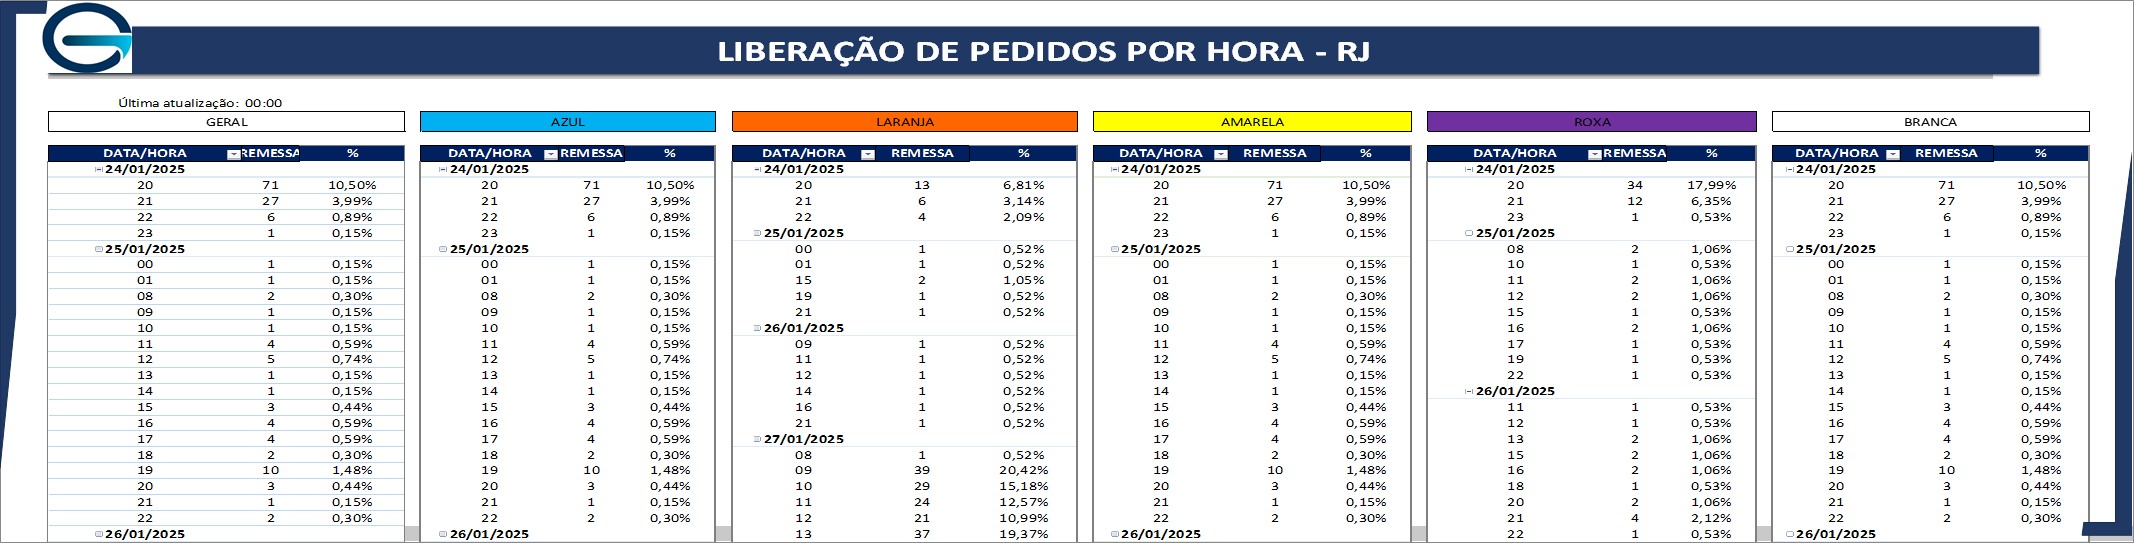 LIBERAÇÃO DE PEDIDOS POR HORA - RJ
Última atualização: 00:00
GERAL
DATA/HORA REMESSA %
24/01/2025
20 71 10,50%
21 27 3,99%
22 6 0,89%
23 1 0,15%
25/01/2025
00 1 0,15%
01 1 0,15%
08 2 0,30%
09 1 0,15%
10 1 0,15%
11 4 0,59%
12 5 0,74%
13 1 0,15%
14 1 0,15%
15 3 0,44%
16 4 0,59%
17 4 0,59%
18 2 0,30%
19 10 1,48%
20 3 0,44%
21 1 0,15%
22 2 0,30%
26/01/2025
AZUL
DATA/HORA REMESSA %
24/01/2025
20 71 10,50%
21 27 3,99%
22 6 0,89%
23 1 0,15%
25/01/2025
00 1 0,15%
01 1 0,15%
08 2 0,30%
09 1 0,15%
10 1 0,15%
11 4 0,59%
12 5 0,74%
13 1 0,15%
14 1 0,15%
15 3 0,44%
16 4 0,59%
17 4 0,59%
18 2 0,30%
19 10 1,48%
20 3 0,44%
21 1 0,15%
22 2 0,30%
26/01/2025
LARANJA
DATA/HORA REMESSA %
24/01/2025
20 13 6,81%
21 6 3,14%
22 4 2,09%
25/01/2025
00 1 0,52%
01 1 0,52%
15 2 1,05%
19 1 0,52%
21 1 0,52%
26/01/2025
09 1 0,52%
11 1 0,52%
12 1 0,52%
14 1 0,52%
16 1 0,52%
21 1 0,52%
27/01/2025
08 1 0,52%
09 39 20,42%
10 29 15,18%
11 24 12,57%
12 21 10,99%
13 37 19,37%
AMARELA
DATA/HORA REMESSA %
24/01/2025
20 71 10,50%
21 27 3,99%
22 6 0,89%
23 1 0,15%
25/01/2025
00 1 0,15%
01 1 0,15%
08 2 0,30%
09 1 0,15%
10 1 0,15%
11 4 0,59%
12 5 0,74%
13 1 0,15%
14 1 0,15%
15 3 0,44%
16 4 0,59%
17 4 0,59%
18 2 0,30%
19 10 1,48%
20 3 0,44%
21 1 0,15%
22 2 0,30%
26/01/2025
ROXA
DATA/HORA REMESSA %
24/01/2025
20 34 17,99%
21 12 6,35%
23 1 0,53%
25/01/2025
08 2 1,06%
10 1 0,53%
11 2 1,06%
12 2 1,06%
15 1 0,53%
16 2 1,06%
17 1 0,53%
19 1 0,53%
22 1 0,53%
26/01/2025
11 1 0,53%
12 1 0,53%
13 2 1,06%
15 2 1,06%
16 2 1,06%
18 1 0,53%
20 2 1,06%
21 4 2,12%
22 1 0,53%
BRANCA
DATA/HORA REMESSA %
24/01/2025
20 71 10,50%
21 27 3,99%
22 6 0,89%
23 1 0,15%
25/01/2025
00 1 0,15%
01 1 0,15%
08 2 0,30%
09 1 0,15%
10 1 0,15%
11 4 0,59%
12 5 0,74%
13 1 0,15%
14 1 0,15%
15 3 0,44%
16 4 0,59%
17 4 0,59%
18 2 0,30%
19 10 1,48%
20 3 0,44%
21 1 0,15%
22 2 0,30%
26/01/2025